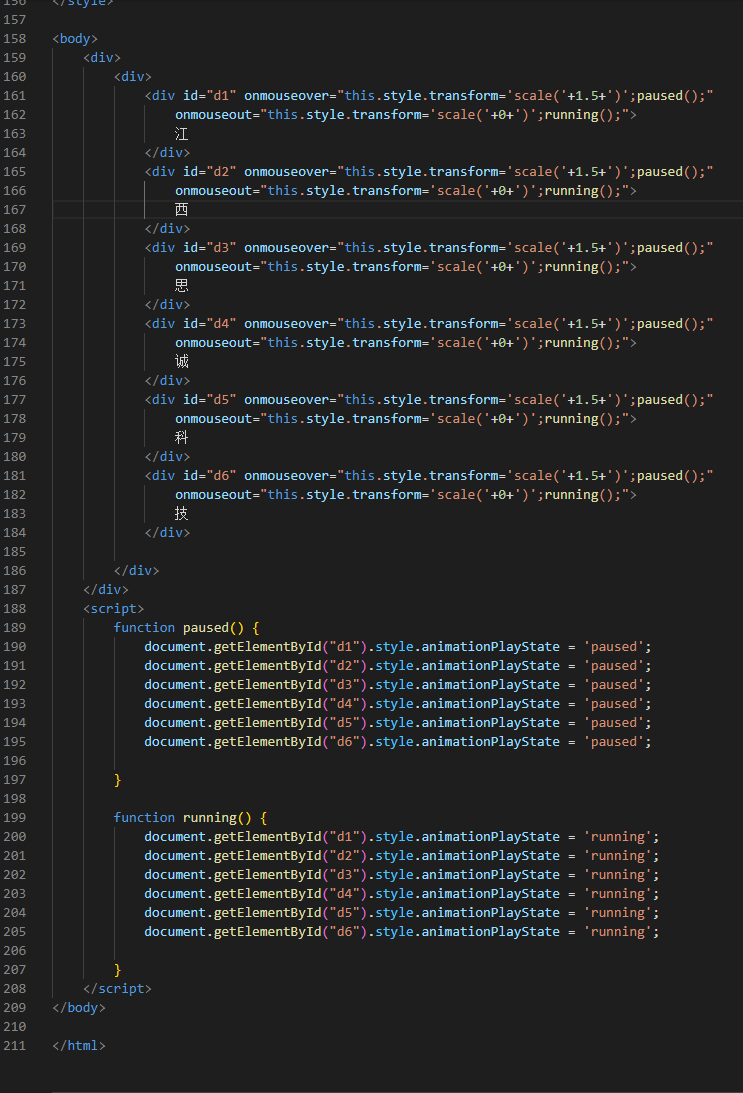 156 </style>
157
158 <body>
159 <div>
160 <div>
161 <div id="d1" onmouseover="this.style.transform='scale('+1.5+')';paused();"
162 onmouseout="this.style.transform='scale('+0+')';running();">
163 江
164 </div>
165 <div id="d2" onmouseover="this.style.transform='scale('+1.5+')';paused();"
166 onmouseout="this.style.transform='scale('+0+')';running();">
167 西
168 </div>
169 <div id="d3" onmouseover="this.style.transform='scale('+1.5+')';paused();"
170 onmouseout="this.style.transform='scale('+0+')';running();">
171 思
172 </div>
173 <div id="d4" onmouseover="this.style.transform='scale('+1.5+')';paused();"
174 onmouseout="this.style.transform='scale('+0+')';running();">
175 诚
176 </div>
177 <div id="d5" onmouseover="this.style.transform='scale('+1.5+')';paused();"
178 onmouseout="this.style.transform='scale('+0+')';running();">
179 科
180 </div>
181 <div id="d6" onmouseover="this.style.transform='scale('+1.5+')';paused();"
182 onmouseout="this.style.transform='scale('+0+')';running();">
183 技
184 </div>
185
186 </div>
187 </div>
188 <script>
189 function paused() {
190 document.getElementById("d1").style.animationPlayState = 'paused';
191 document.getElementById("d2").style.animationPlayState = 'paused';
192 document.getElementById("d3").style.animationPlayState = 'paused';
193 document.getElementById("d4").style.animationPlayState = 'paused';
194 document.getElementById("d5").style.animationPlayState = 'paused';
195 document.getElementById("d6").style.animationPlayState = 'paused';
196
197 }
198
199 function running() {
200 document.getElementById("d1").style.animationPlayState = 'running';
201 document.getElementById("d2").style.animationPlayState = 'running';
202 document.getElementById("d3").style.animationPlayState = 'running';
203 document.getElementById("d4").style.animationPlayState = 'running';
204 document.getElementById("d5").style.animationPlayState = 'running';
205 document.getElementById("d6").style.animationPlayState = 'running';
206
207 }
208 </script>
209 </body>
210
211 </html>